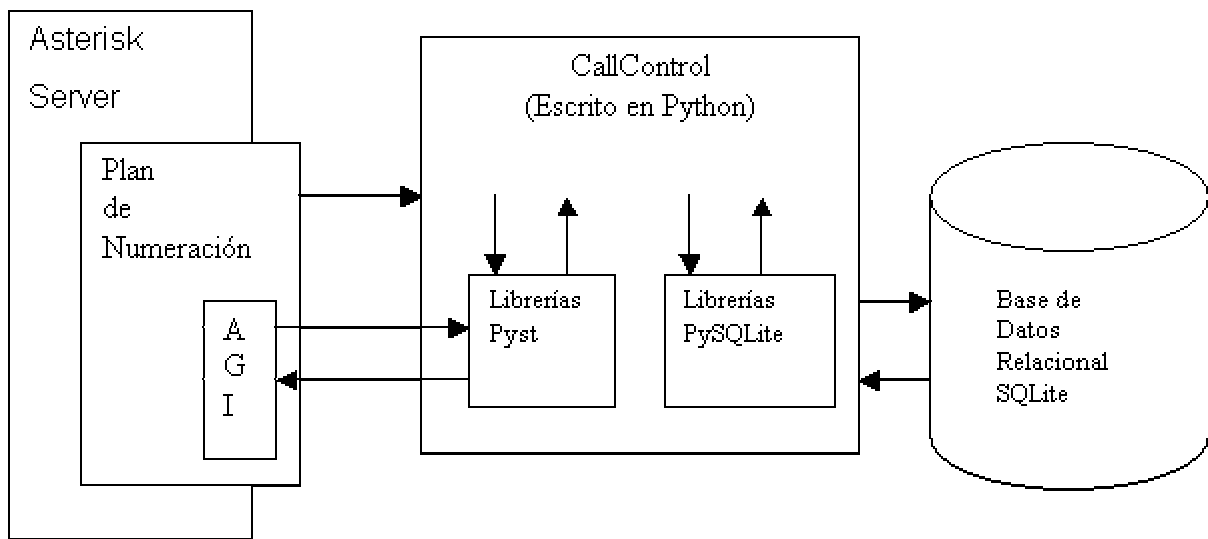 Asterisk
Server
Plan
de
Numeración
A
G
I
CallControl
(Escrito en Python)
Librerías
Pyst
Librerías
PySQLite
Base de
Datos
Relacional
SQLite